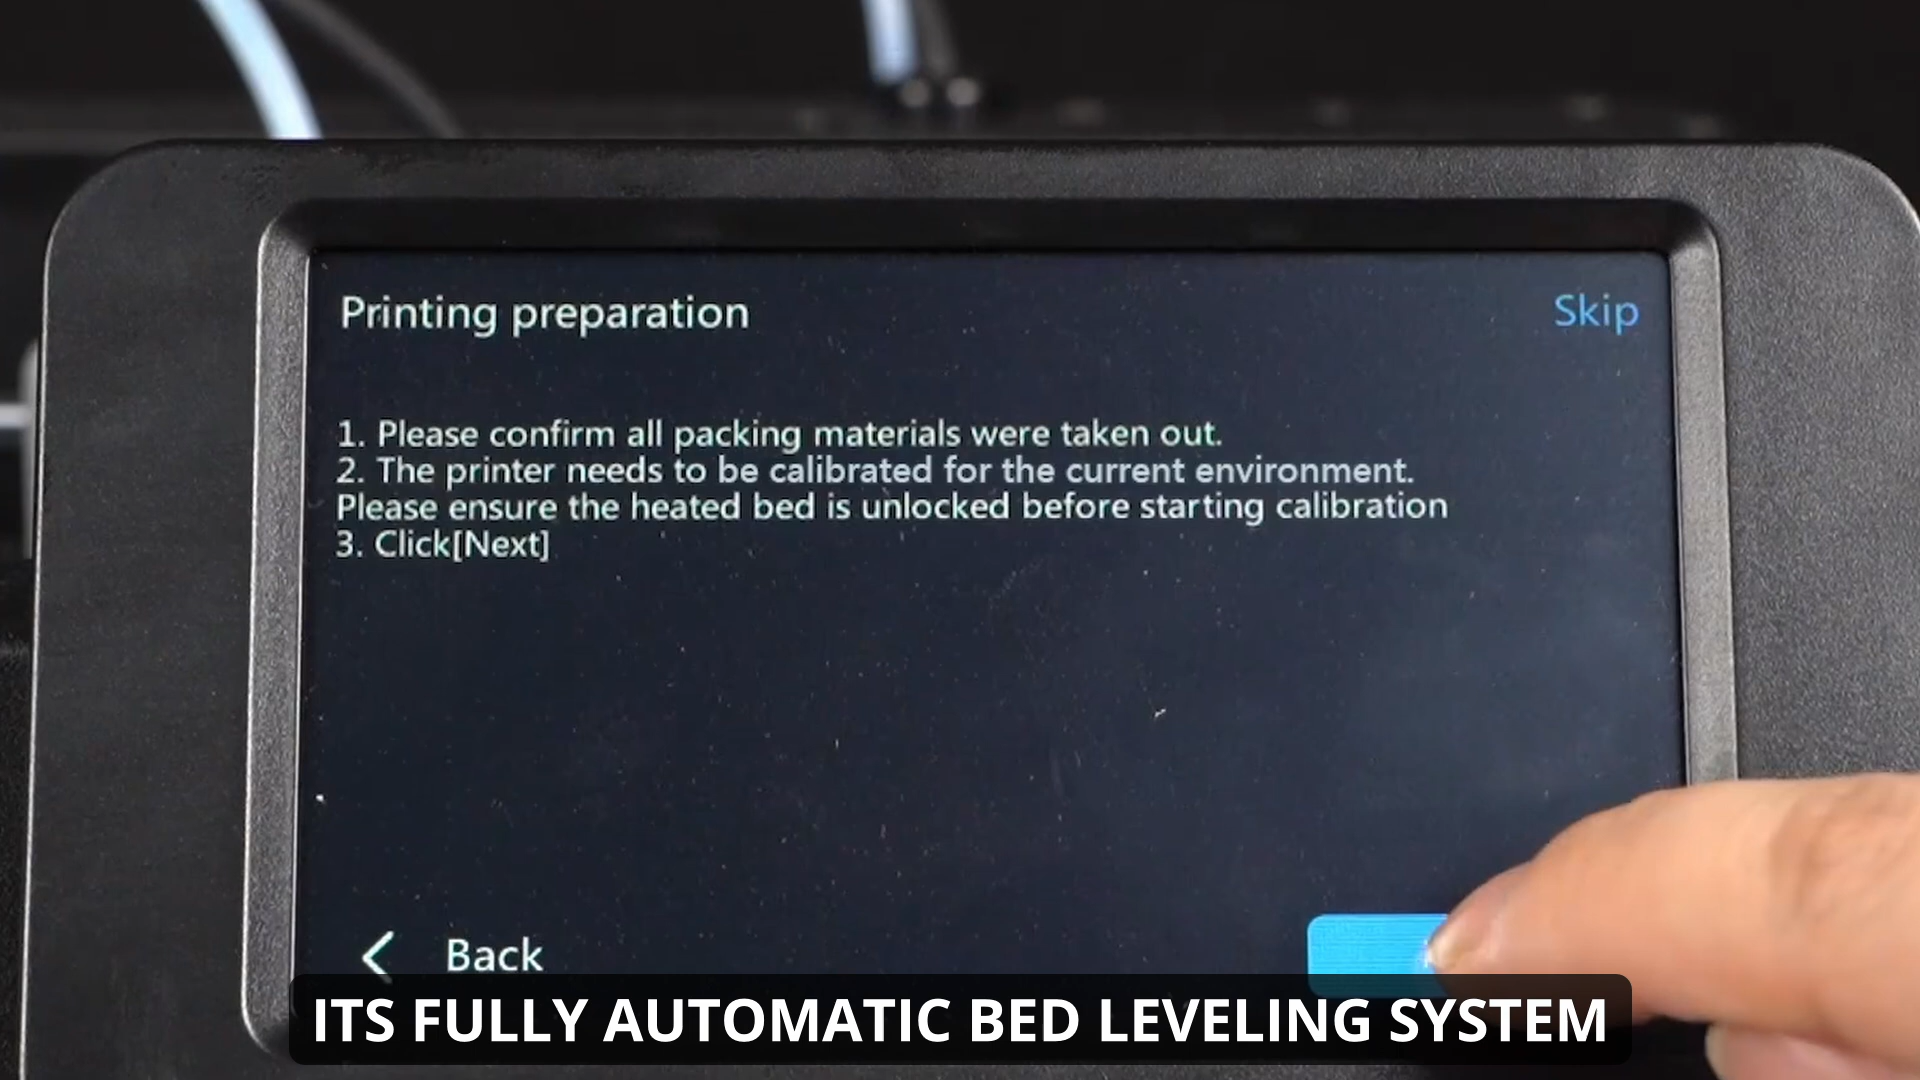 Printing preparation
Skip
1. Please confirm all packing materials were taken out.
2. The printer needs to be calibrated for the current environment.
Please ensure the heated bed is unlocked before starting calibration
3. Click[Next]
Back
ITS FULLY AUTOMATIC BED LEVELING SYSTEM